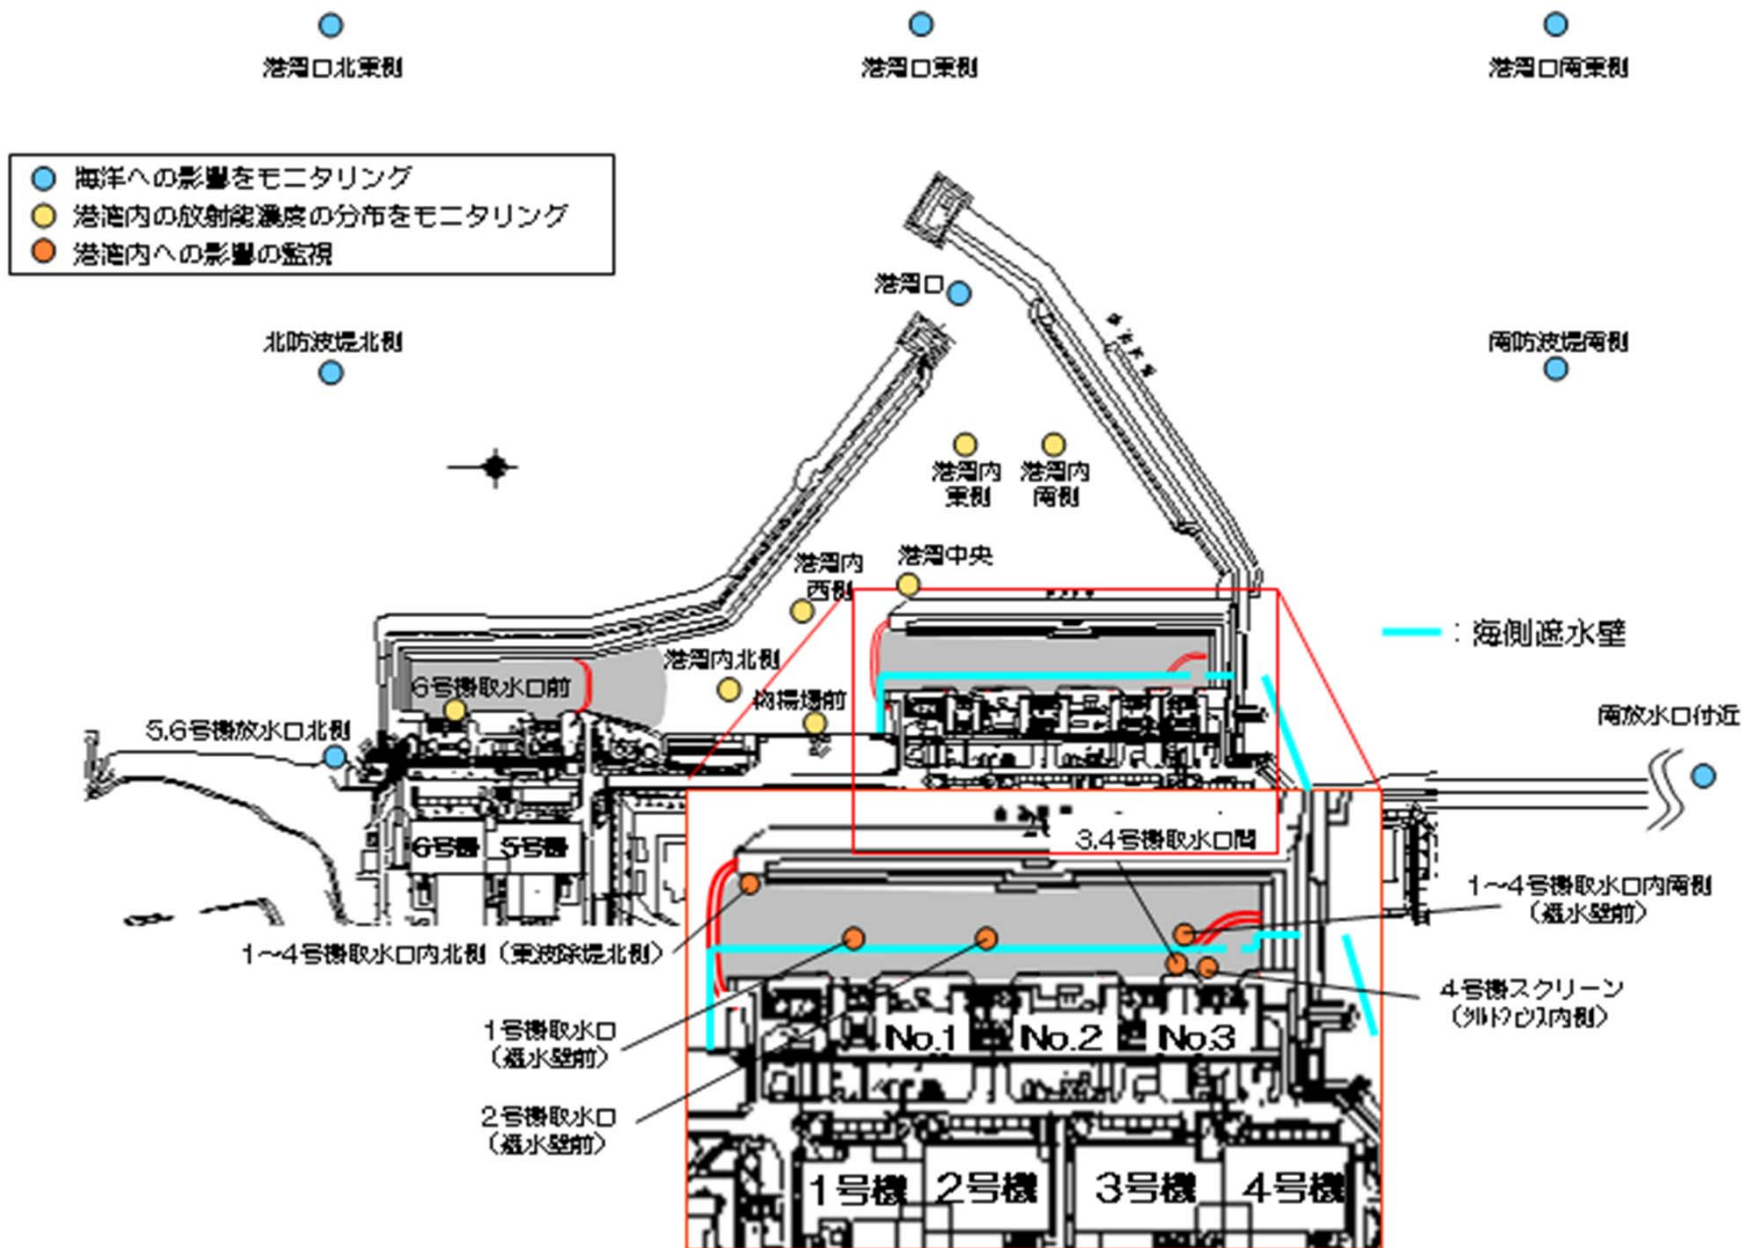 港湾口北東側
港湾口東側
港湾口南東側
海洋への影響をモニタリング
港湾内の放射能濃度の分布をモニタリング
港湾内への影響の監視
港湾口
北防波堤北側
南防波堤南側
港湾内
東側
港湾内
南側
港湾内
西側
港湾中央
：海側遮水壁
港湾内北側
6号機取水口前
物揚場前
5,6号機放水口北側
南放水口付近
6号機
5号機
3,4号機取水口間
1～4号機取水口内南側
（遮水壁前）
1～4号機取水口内北側（東波除堤北側）
4号機スクリーン
（シルトフェンス内側）
1号機取水口
（遮水壁前）
No.1
No.2
No.3
2号機取水口
（遮水壁前）
1号機
2号機
3号機
4号機